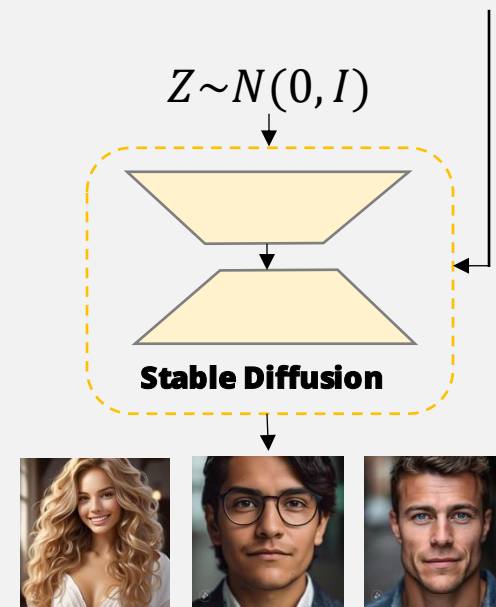 Z~N(0, I)
Stable Diffusion